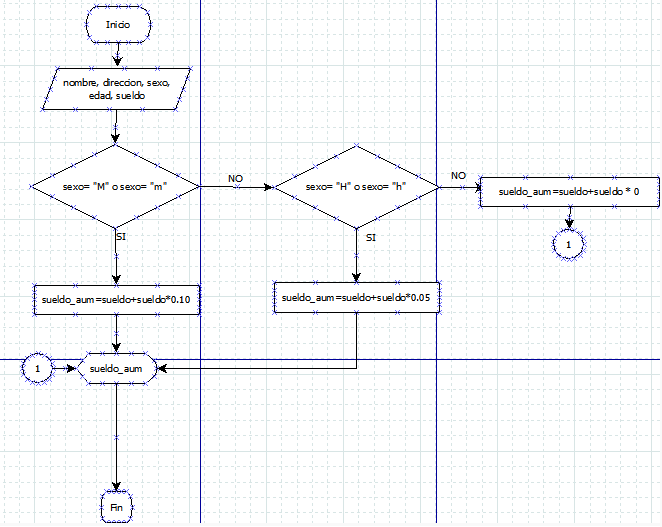 Inicio
nombre, direccion, sexo,
edad, sueldo
sexo= "M" o sexo= "m"
NO
sexo= "H" o sexo= "h"
NO
sueldo_aum=sueldo+sueldo * 0
SI
SI
1
sueldo_aum=sueldo+sueldo*0.10
sueldo_aum=sueldo+sueldo*0.05
1
sueldo_aum
Fin